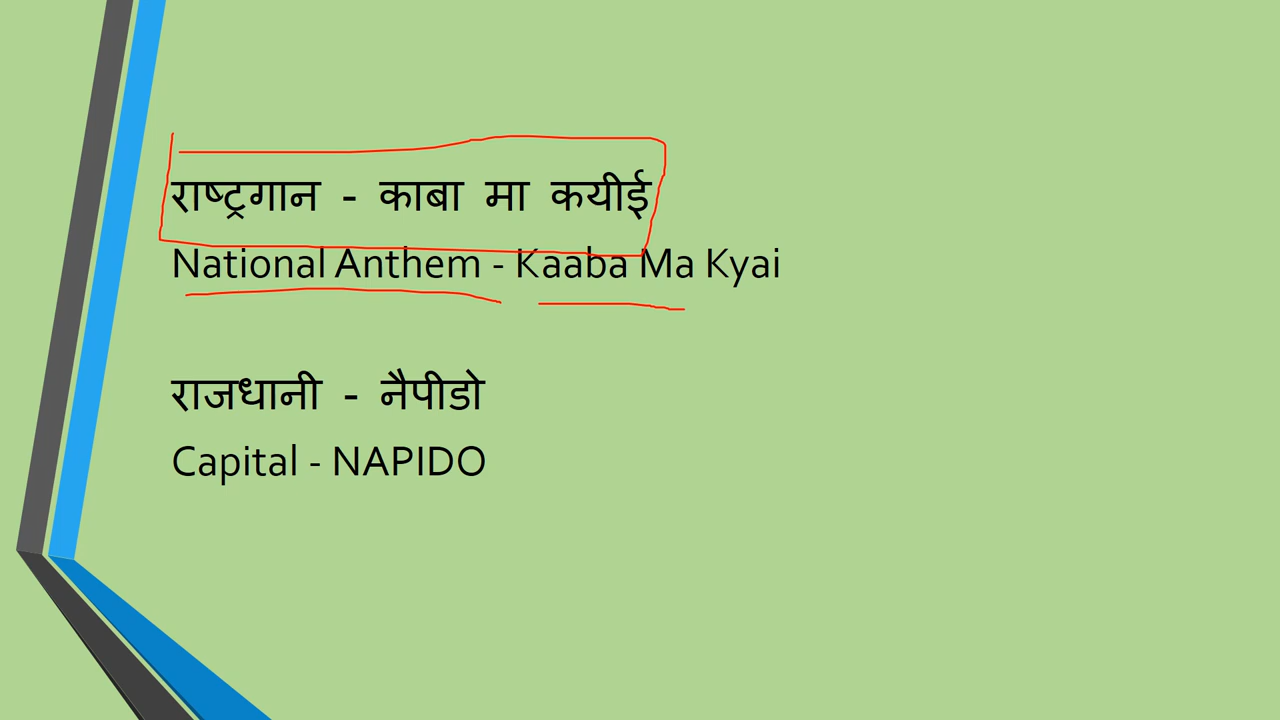 राष्ट्रगान - काबा मा कयीई
National Anthem - Kaaba Ma Kyai
राजधानी - नैपीडो
Capital - NAPIDO